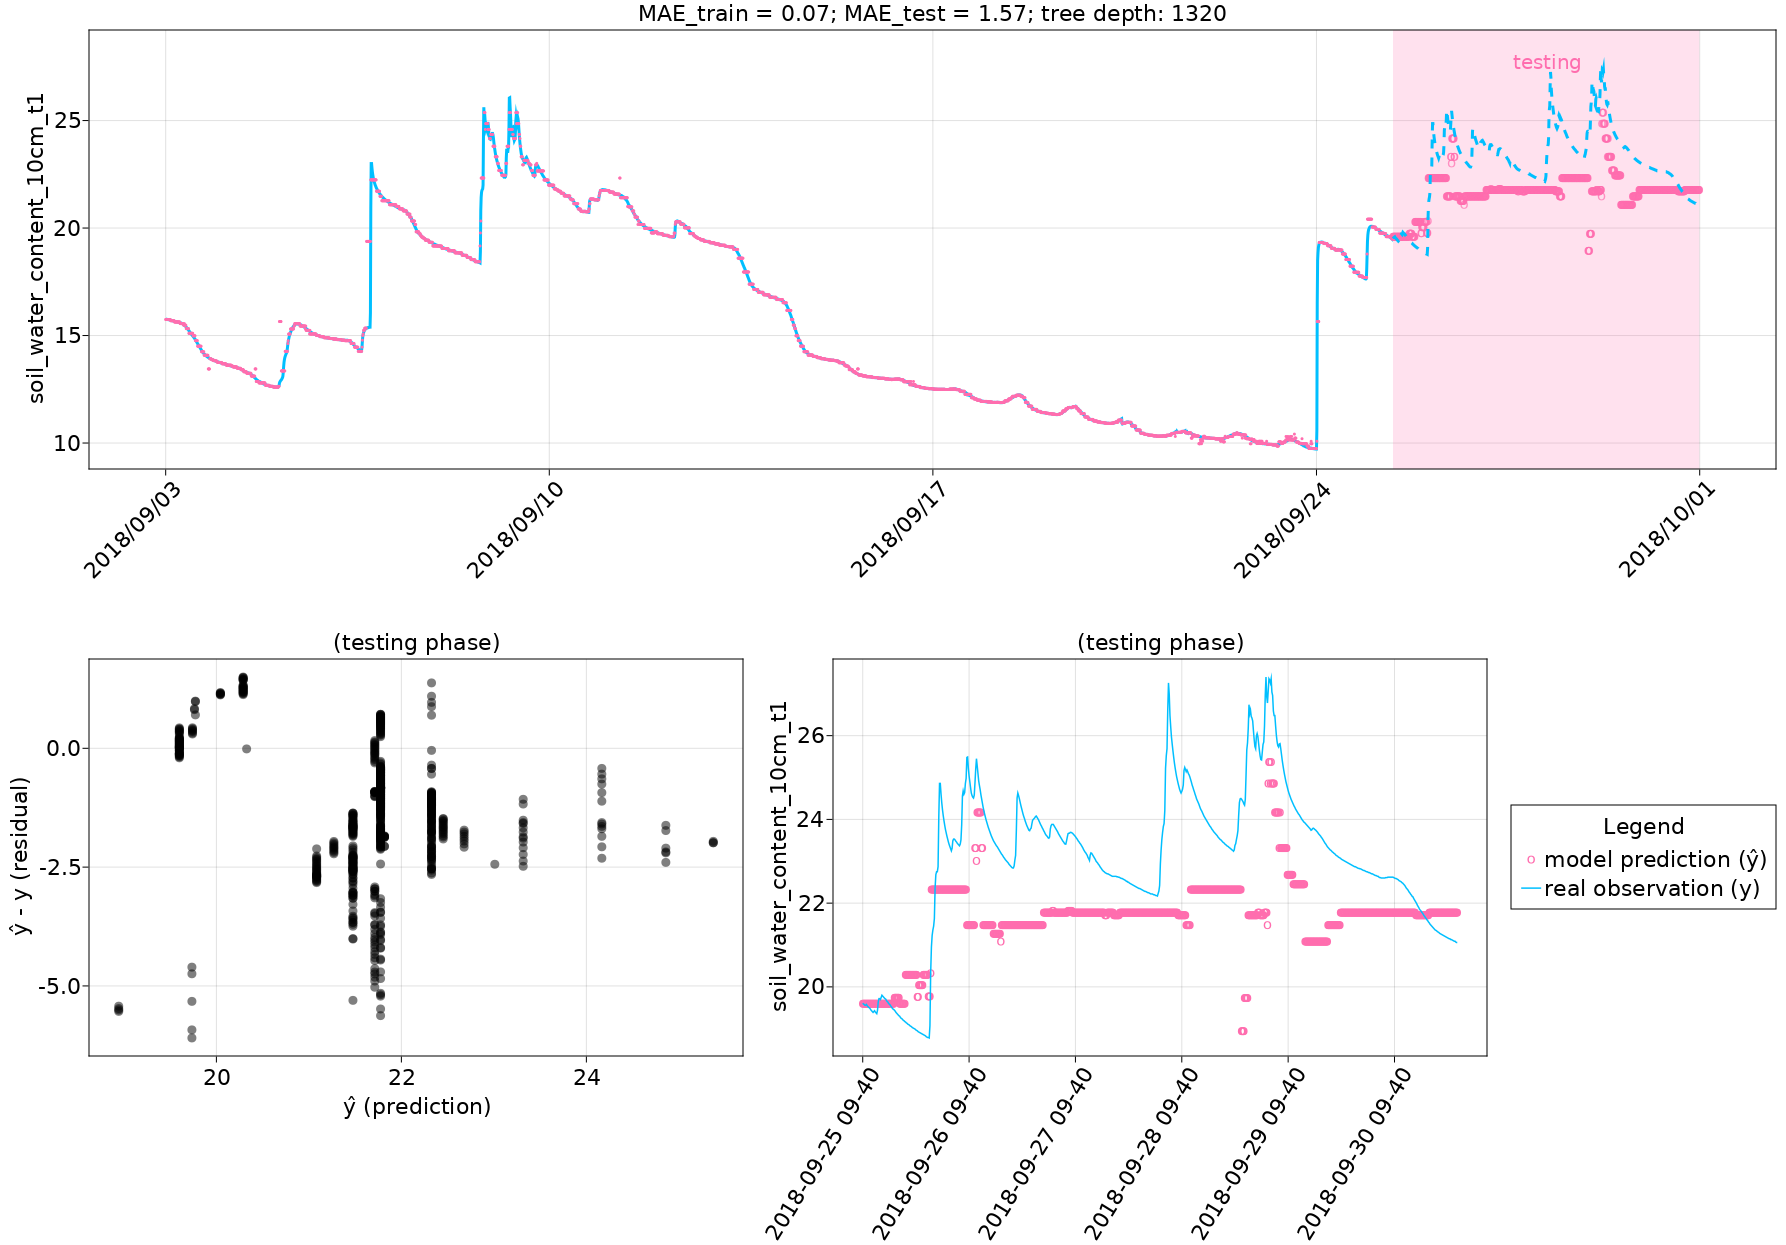 MAE_train = 0.07; MAE_test = 1.57; tree depth: 1320
soil_water_content_10cm_t1
25
20
15
10
testing
2018/09/03
2018/09/10
2018/09/17
2018/09/24
2018/10/01
(testing phase)
ŷ - y (residual)
0.0
-2.5
-5.0
20
22
24
ŷ (prediction)
(testing phase)
soil_water_content_10cm_t1
26
24
22
20
2018-09-25 09-40
2018-09-26 09-40
2018-09-27 09-40
2018-09-28 09-40
2018-09-29 09-40
2018-09-30 09-40
Legend
model prediction (ŷ)
real observation (y)